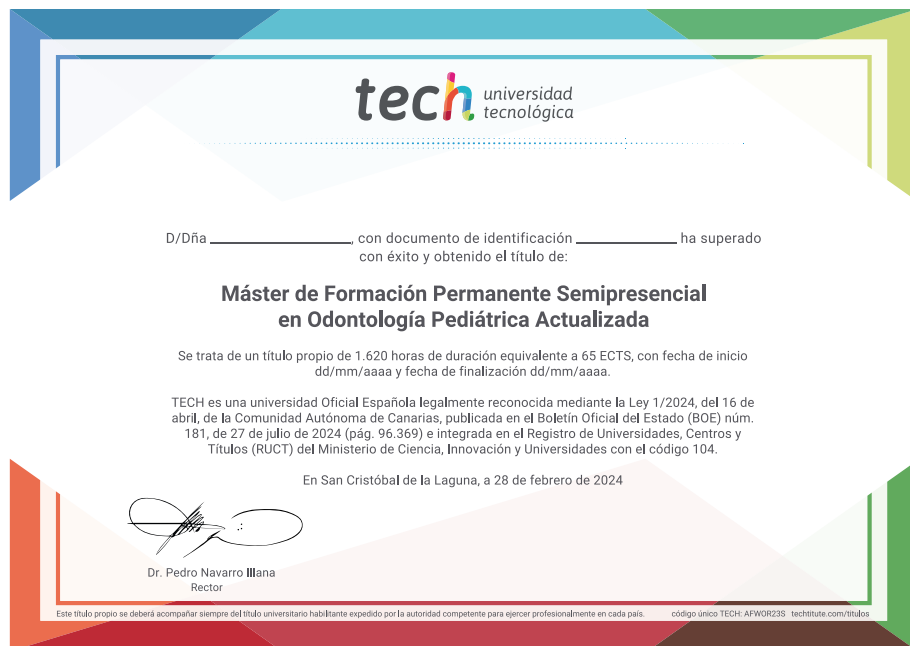 tech universidad
tecnológica
D/Dña ____________________, con documento de identificación ______________ ha superado
con éxito y obtenido el título de:
Máster de Formación Permanente Semipresencial
en Odontología Pediátrica Actualizada
Se trata de un título propio de 1.620 horas de duración equivalente a 65 ECTS, con fecha de inicio
dd/mm/aaaa y fecha de finalización dd/mm/aaaa.
TECH es una universidad Oficial Española legalmente reconocida mediante la Ley 1/2024, del 16 de
abril, de la Comunidad Autónoma de Canarias, publicada en el Boletín Oficial del Estado (BOE) núm.
181, de 27 de julio de 2024 (pág. 96.369) e integrada en el Registro de Universidades, Centros y
Títulos (RUCT) del Ministerio de Ciencia, Innovación y Universidades con el código 104.
En San Cristóbal de la Laguna, a 28 de febrero de 2024
Dr. Pedro Navarro Illana
Rector
Este título propio se deberá acompañar siempre del título universitario habilitante expedido por la autoridad competente para ejercer profesionalmente en cada país. código único TECH: AFWOR23S techtitute.com/titulos